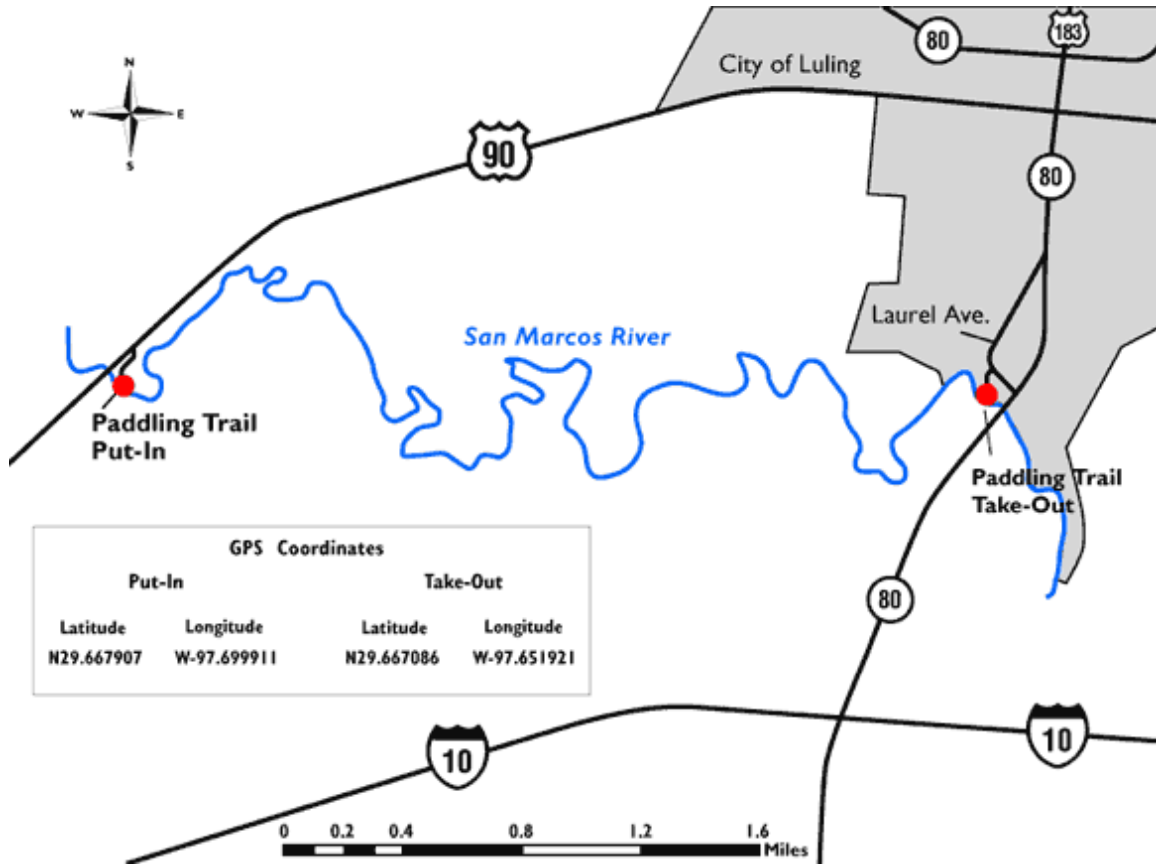 183
80
City of Luling
N
W E
S
90
80
Laurel Ave.
San Marcos River
Paddling Trail
Put-In
Paddling Trail
Take-Out
GPS Coordinates
Put-In Take-Out
Latitude Longitude Latitude Longitude
N29.667907 W-97.699911 N29.667086 W-97.651921
80
10
10
0 0.2 0.4 0.8 1.2 1.6
Miles